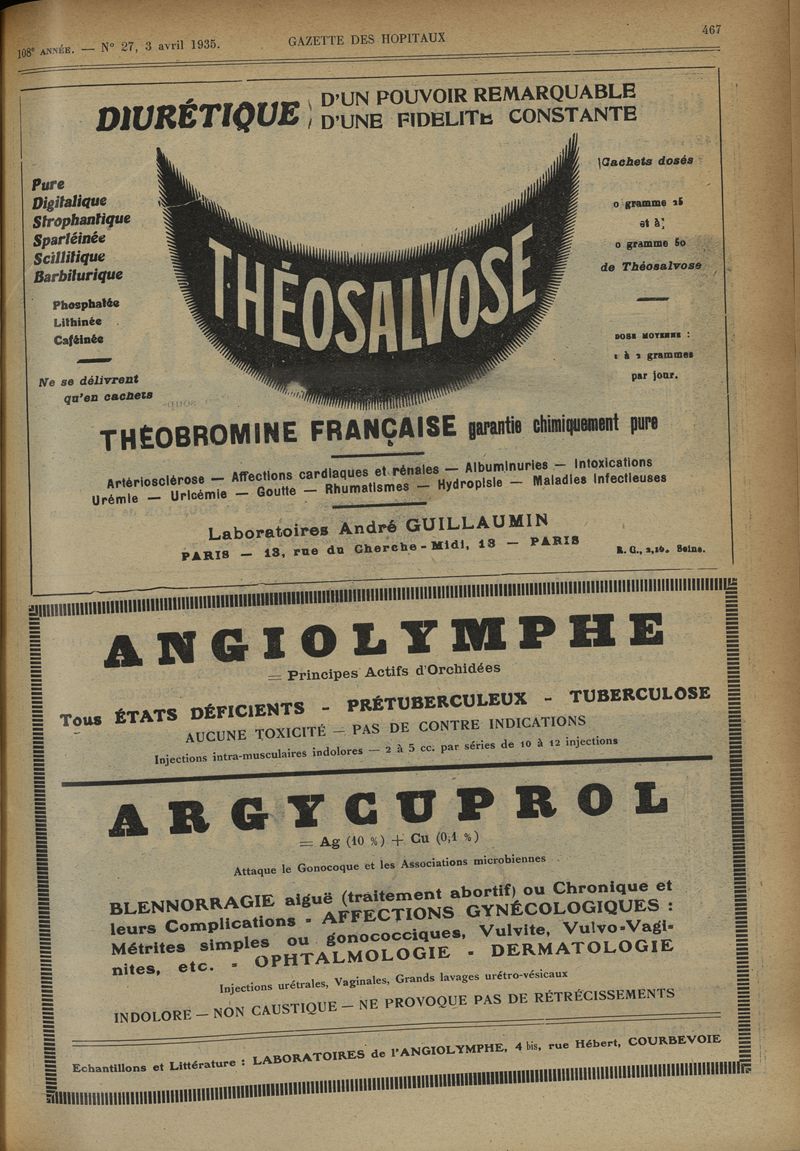 108e ANNÉE. — N° 27, 3 avril 1935.
GAZETTE DES HOPITAUX
467
DIURÉTIQUE
D'UN POUVOIR REMARQUABLE
D'UNE FIDELITÉ CONSTANTE
Pure
Digitalique
Strophantique
Spartéinée
Scillitique
Barbiturique
Phosphatée
Lithinée
Caféinée
Ne se délivrent
qu'en cachets
THÉOSALVOSE
Cachets dosés
0 gramme 25
et à
0 gramme 50
de Théosalvose
DOSE MOYENNE :
1 à 2 grammes
par jour.
THÉOBROMINE FRANÇAISE garantie chimiquement pure
Artériosclérose — Affections cardiaques et rénales — Albuminuries — Intoxications
Urémie — Uricémie — Goutte — Rhumatismes — Hydropisie — Maladies infectieuses
Laboratoires André GUILLAUMIN
PARIS — 13, rue du Cherche-Midi, 13 — PARIS
R. C., Seine.
ANGIOLYMPHE
= Principes Actifs d'Orchidées
Tous ÉTATS DÉFICIENTS - PRÉTUBERCULEUX - TUBERCULOSE
AUCUNE TOXICITÉ — PAS DE CONTRE INDICATIONS
Injections intra-musculaires indolores — 2 à 5 cc. par séries de 10 à 12 injections
ARGYCUPROL
= Ag (10 %) + Cu (0,1 %)
Attaque le Gonocoque et les Associations microbiennes
BLENNORRAGIE aiguë (traitement abortif) ou Chronique et
leurs Complications - AFFECTIONS GYNÉCOLOGIQUES :
Métrites simples ou gonococciques, Vulvite, Vulvo-Vagi-
nites, etc. - OPHTALMOLOGIE - DERMATOLOGIE
Injections urétrales, Vaginales, Grands lavages urétro-vésicaux
INDOLORE — NON CAUSTIQUE — NE PROVOQUE PAS DE RÉTRÉCISSEMENTS
Echantillons et Littérature : LABORATOIRES de l'ANGIOLYMPHE, 4 bis, rue Hébert, COURBEVOIE